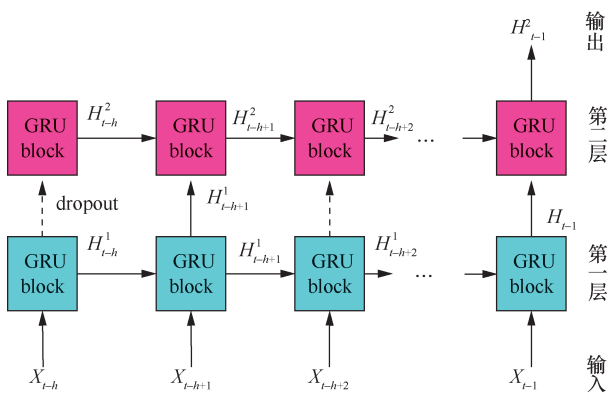 H²ₜ₋₁
输出
GRU block
H²ₜ₋ₕ
GRU block
H²ₜ₋ₕ₊₁
GRU block
H²ₜ₋ₕ₊₂
...
GRU block
第二层
dropout
H¹ₜ₋ₕ₊₁
Hₜ₋₁
GRU block
H¹ₜ₋ₕ
GRU block
H¹ₜ₋ₕ₊₁
GRU block
H¹ₜ₋ₕ₊₂
...
GRU block
第一层
Xₜ₋ₕ
Xₜ₋ₕ₊₁
Xₜ₋ₕ₊₂
Xₜ₋₁
输入